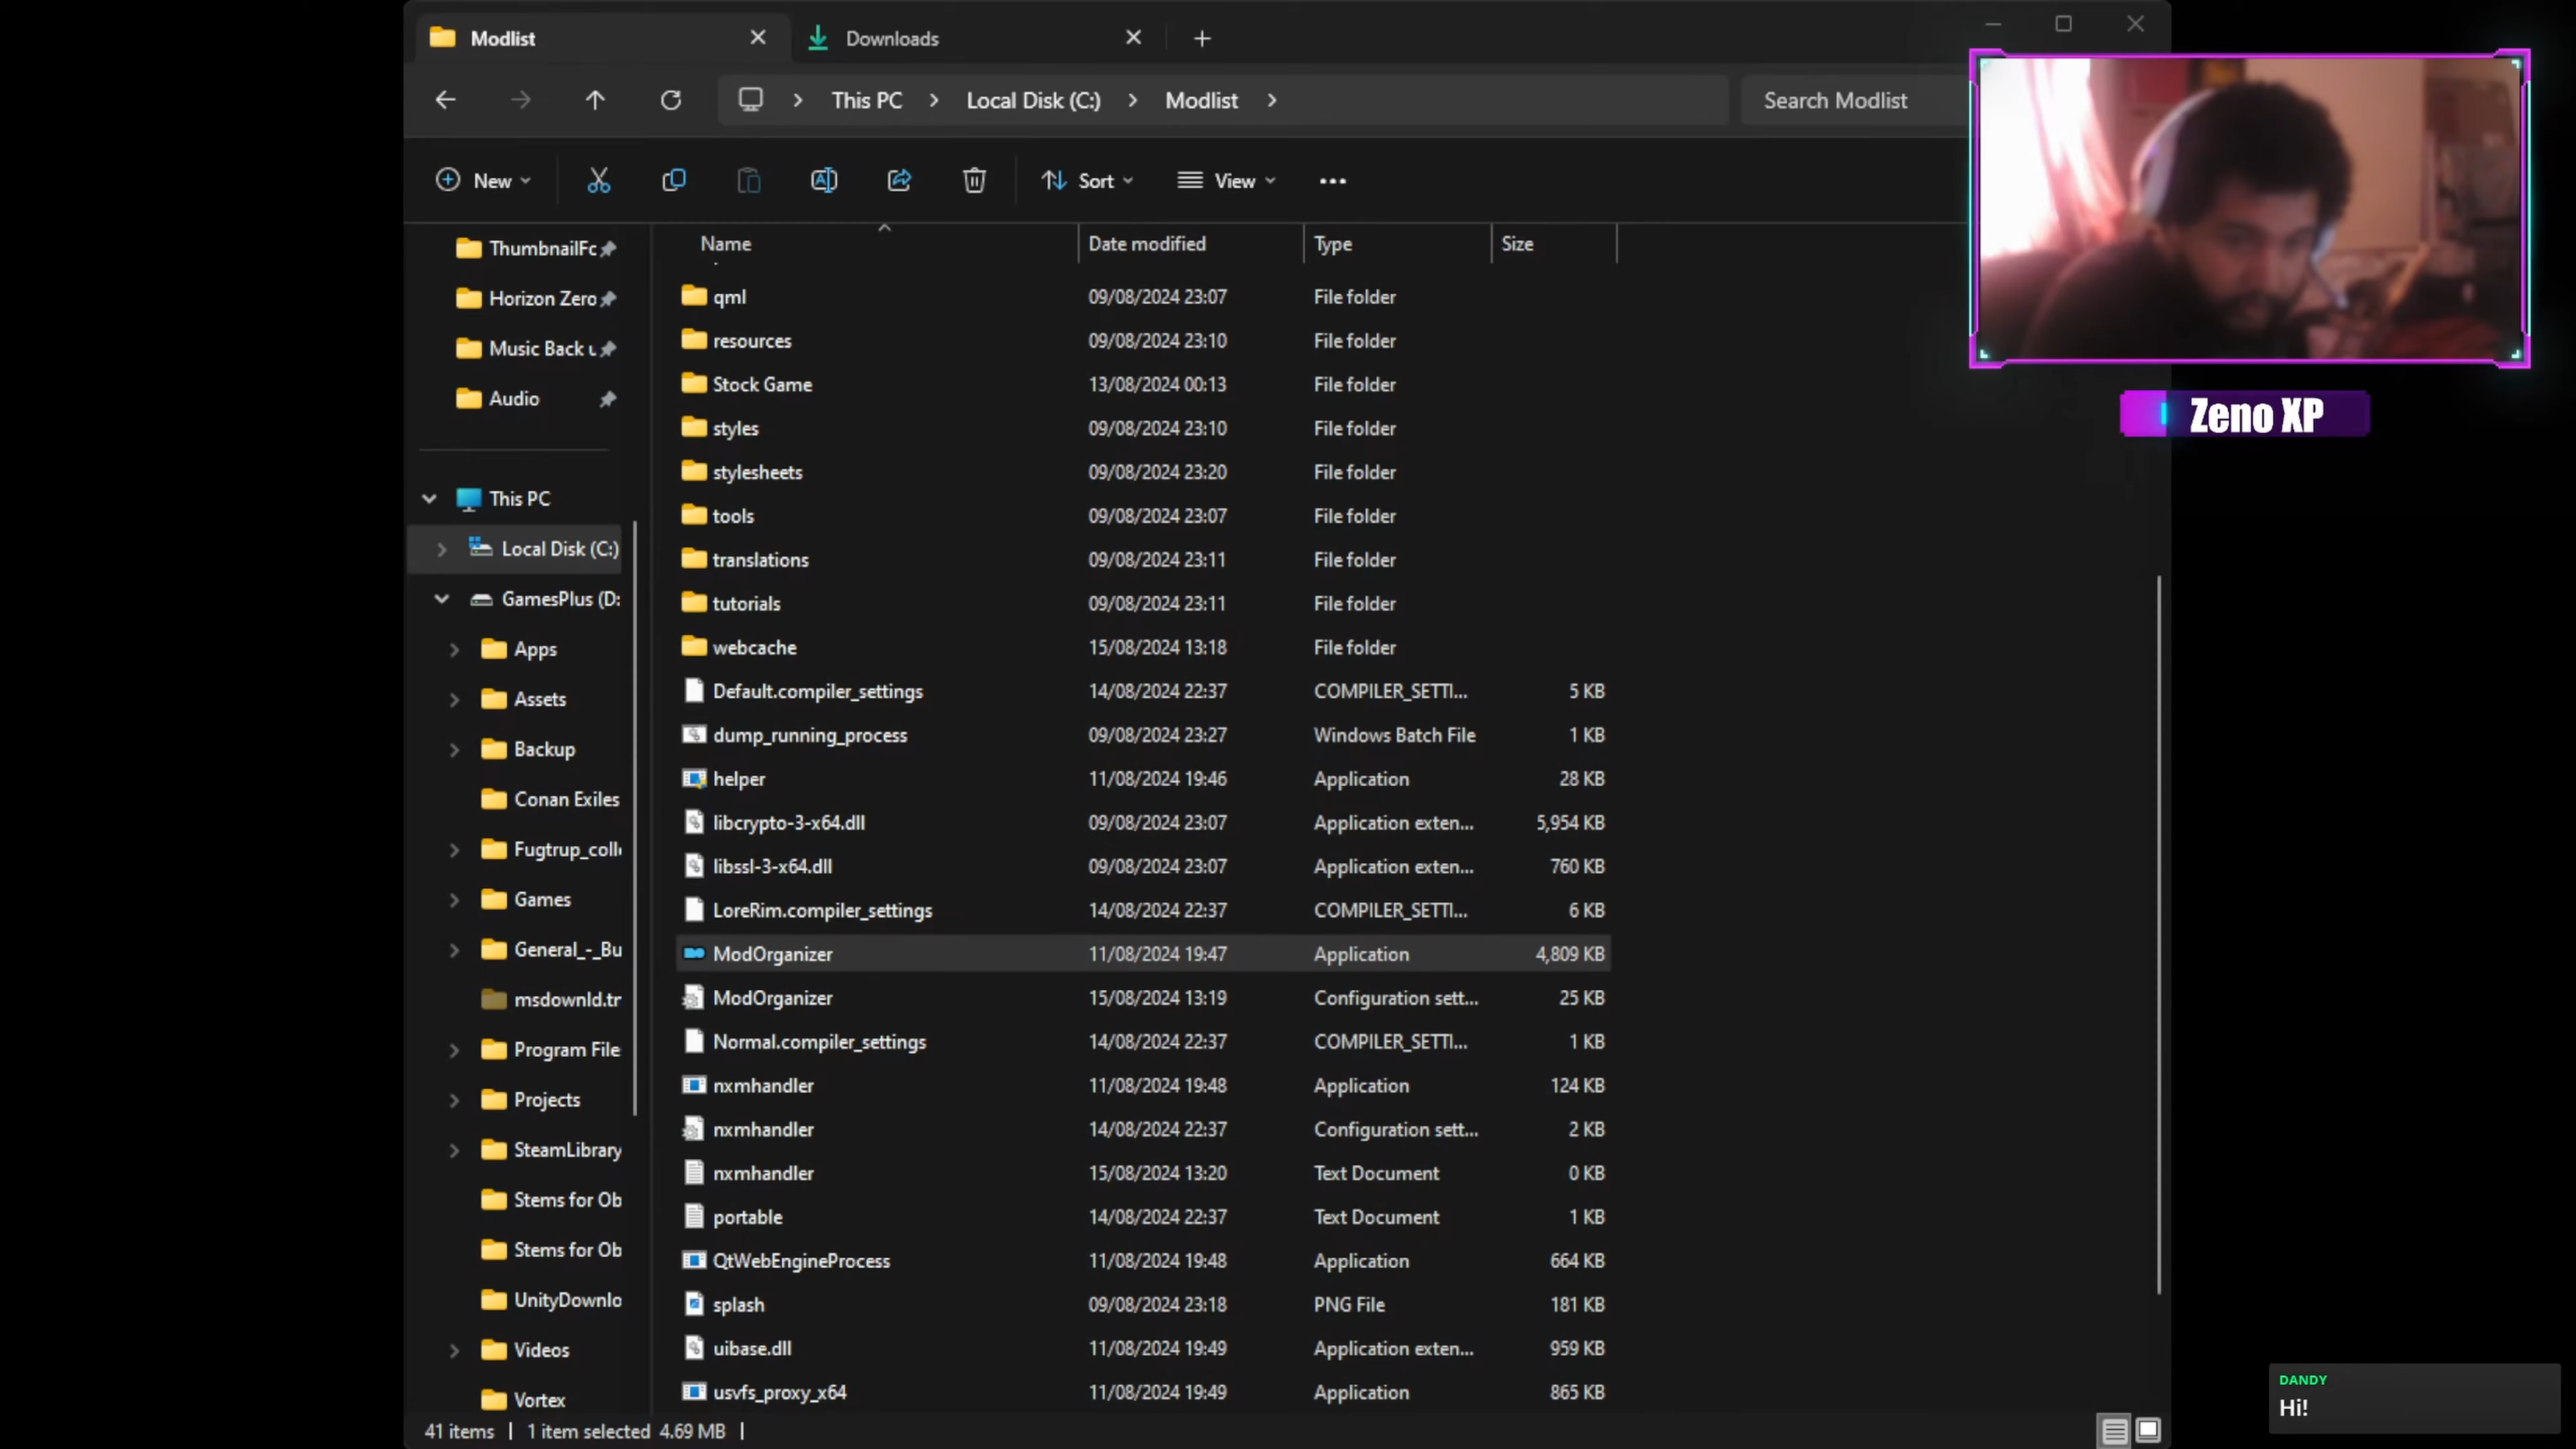 Modlist
Downloads
This PC
Local Disk (C:)
Modlist
Search Modlist
New
Sort
View
Name
Date modified
Type
Size
ThumbnailFc
Horizon Zero
Music Back u
Audio
This PC
Local Disk (C:)
GamesPlus (D:
Apps
Assets
Backup
Conan Exiles
Fugtrup_coll
Games
General_-_Bu
msdownld.tr
Program File
Projects
SteamLibrary
Stems for Ob
Stems for Ob
UnityDownlo
Videos
Vortex
qml 09/08/2024 23:07 File folder
resources 09/08/2024 23:10 File folder
Stock Game 13/08/2024 00:13 File folder
styles 09/08/2024 23:10 File folder
stylesheets 09/08/2024 23:20 File folder
tools 09/08/2024 23:07 File folder
translations 09/08/2024 23:11 File folder
tutorials 09/08/2024 23:11 File folder
webcache 15/08/2024 13:18 File folder
Default.compiler_settings 14/08/2024 22:37 COMPILER_SETTI... 5 KB
dump_running_process 09/08/2024 23:27 Windows Batch File 1 KB
helper 11/08/2024 19:46 Application 28 KB
libcrypto-3-x64.dll 09/08/2024 23:07 Application exten... 5,954 KB
libssl-3-x64.dll 09/08/2024 23:07 Application exten... 760 KB
LoreRim.compiler_settings 14/08/2024 22:37 COMPILER_SETTI... 6 KB
ModOrganizer 11/08/2024 19:47 Application 4,809 KB
ModOrganizer 15/08/2024 13:19 Configuration sett... 25 KB
Normal.compiler_settings 14/08/2024 22:37 COMPILER_SETTI... 1 KB
nxmhandler 11/08/2024 19:48 Application 124 KB
nxmhandler 14/08/2024 22:37 Configuration sett... 2 KB
nxmhandler 15/08/2024 13:20 Text Document 0 KB
portable 14/08/2024 22:37 Text Document 1 KB
QtWebEngineProcess 11/08/2024 19:48 Application 664 KB
splash 09/08/2024 23:18 PNG File 181 KB
uibase.dll 11/08/2024 19:49 Application exten... 959 KB
usvfs_proxy_x64 11/08/2024 19:49 Application 865 KB
41 items
1 item selected 4.69 MB
Zeno XP
DANDY
Hi!